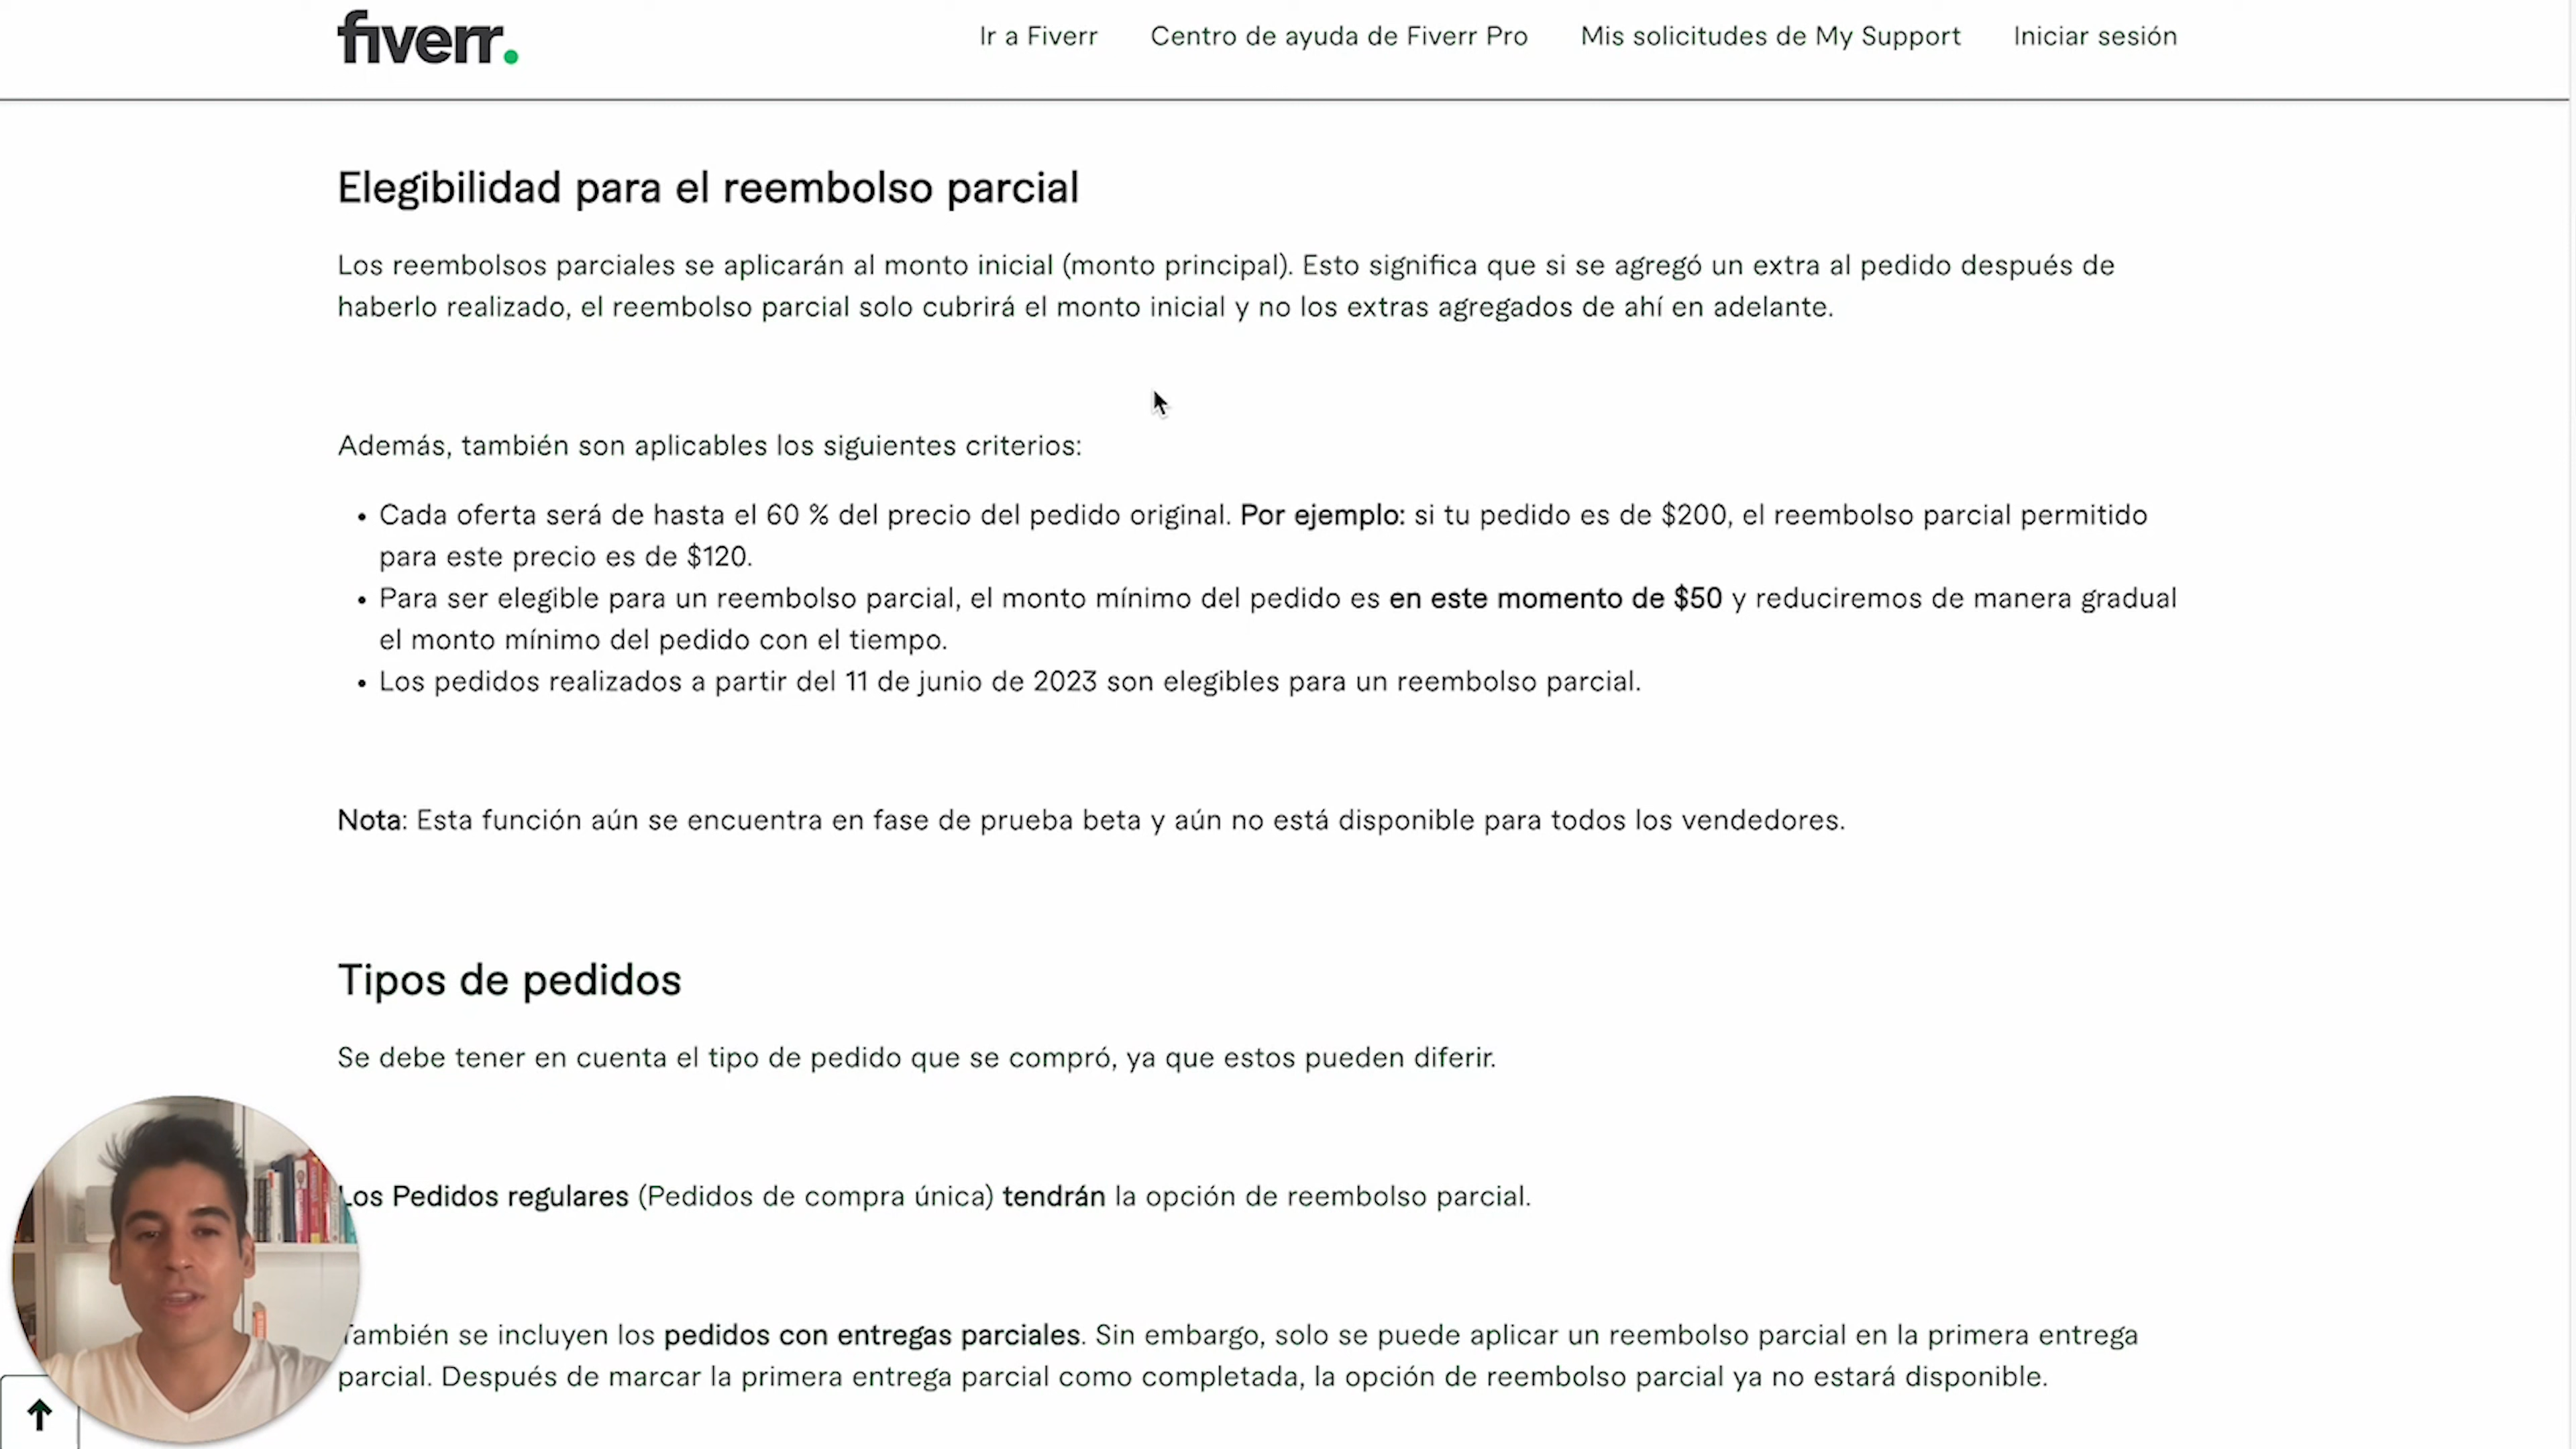 fiverr.
Ir a Fiverr Centro de ayuda de Fiverr Pro Mis solicitudes de My Support Iniciar sesión
Elegibilidad para el reembolso parcial
Los reembolsos parciales se aplicarán al monto inicial (monto principal). Esto significa que si se agregó un extra al pedido después de
haberlo realizado, el reembolso parcial solo cubrirá el monto inicial y no los extras agregados de ahí en adelante.
Además, también son aplicables los siguientes criterios:
• Cada oferta será de hasta el 60 % del precio del pedido original. Por ejemplo: si tu pedido es de $200, el reembolso parcial permitido
para este precio es de $120.
• Para ser elegible para un reembolso parcial, el monto mínimo del pedido es en este momento de $50 y reduciremos de manera gradual
el monto mínimo del pedido con el tiempo.
• Los pedidos realizados a partir del 11 de junio de 2023 son elegibles para un reembolso parcial.
Nota: Esta función aún se encuentra en fase de prueba beta y aún no está disponible para todos los vendedores.
Tipos de pedidos
Se debe tener en cuenta el tipo de pedido que se compró, ya que estos pueden diferir.
Los Pedidos regulares (Pedidos de compra única) tendrán la opción de reembolso parcial.
También se incluyen los pedidos con entregas parciales. Sin embargo, solo se puede aplicar un reembolso parcial en la primera entrega
parcial. Después de marcar la primera entrega parcial como completada, la opción de reembolso parcial ya no estará disponible.